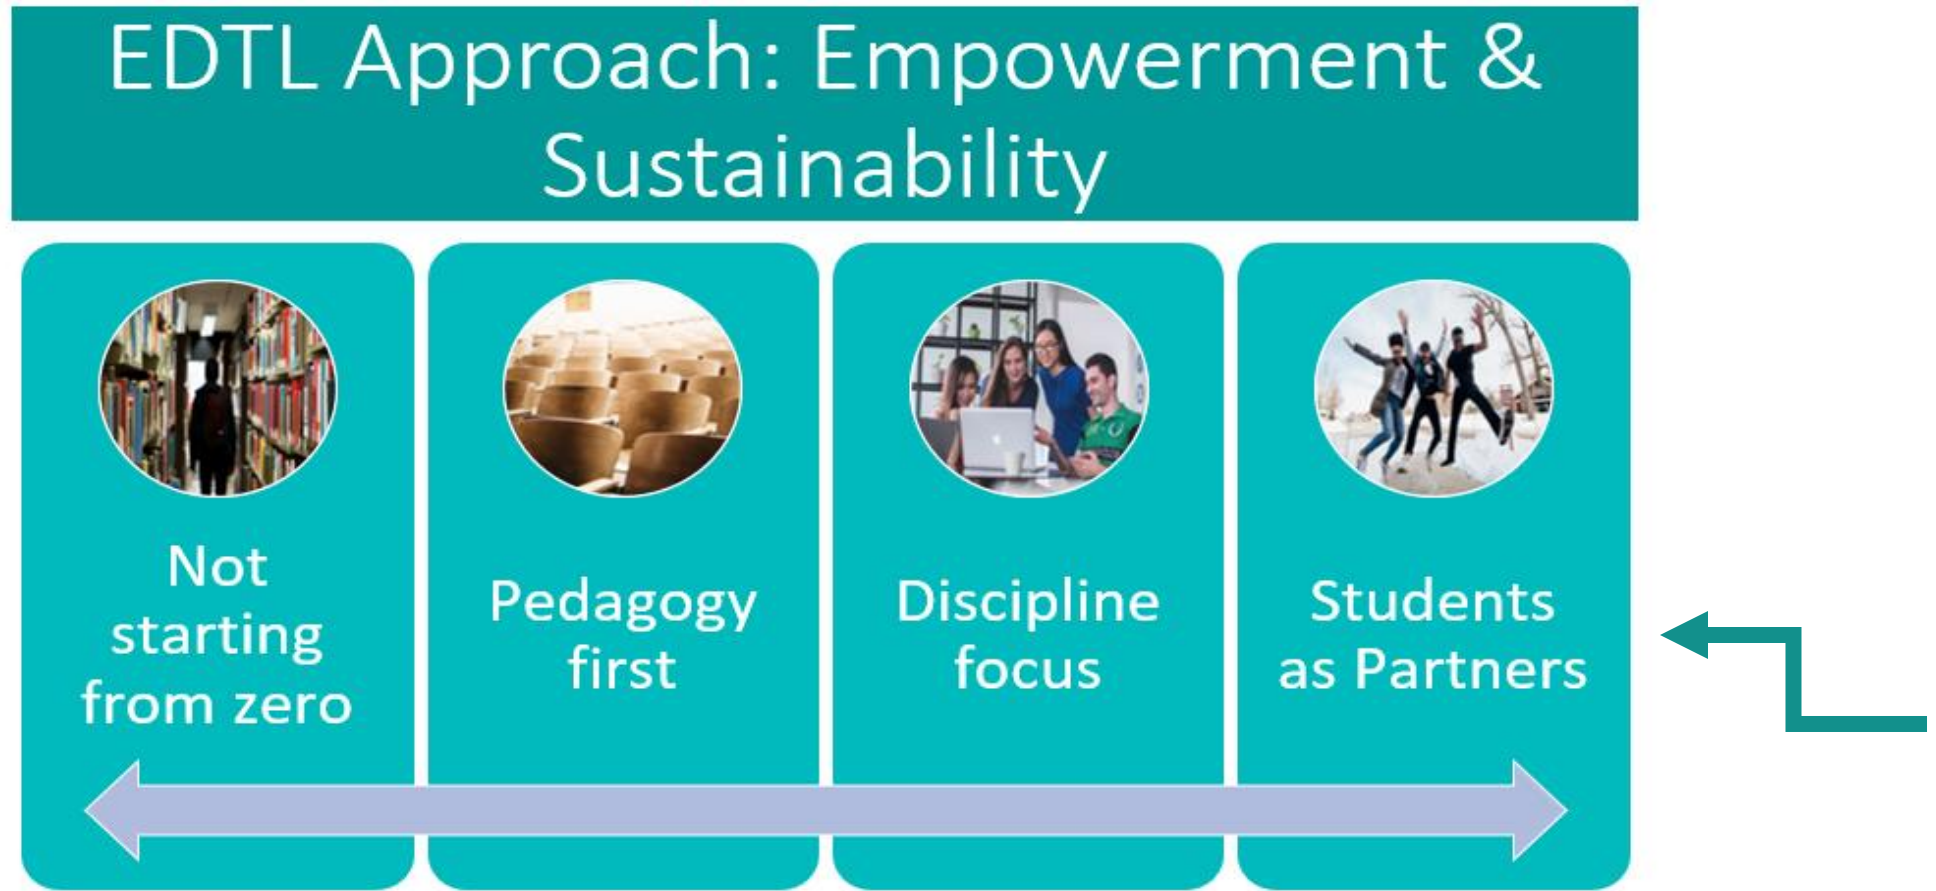 EDTL Approach: Empowerment &
Sustainability
Not
starting
from zero
Pedagogy
first
Discipline
focus
Students
as Partners